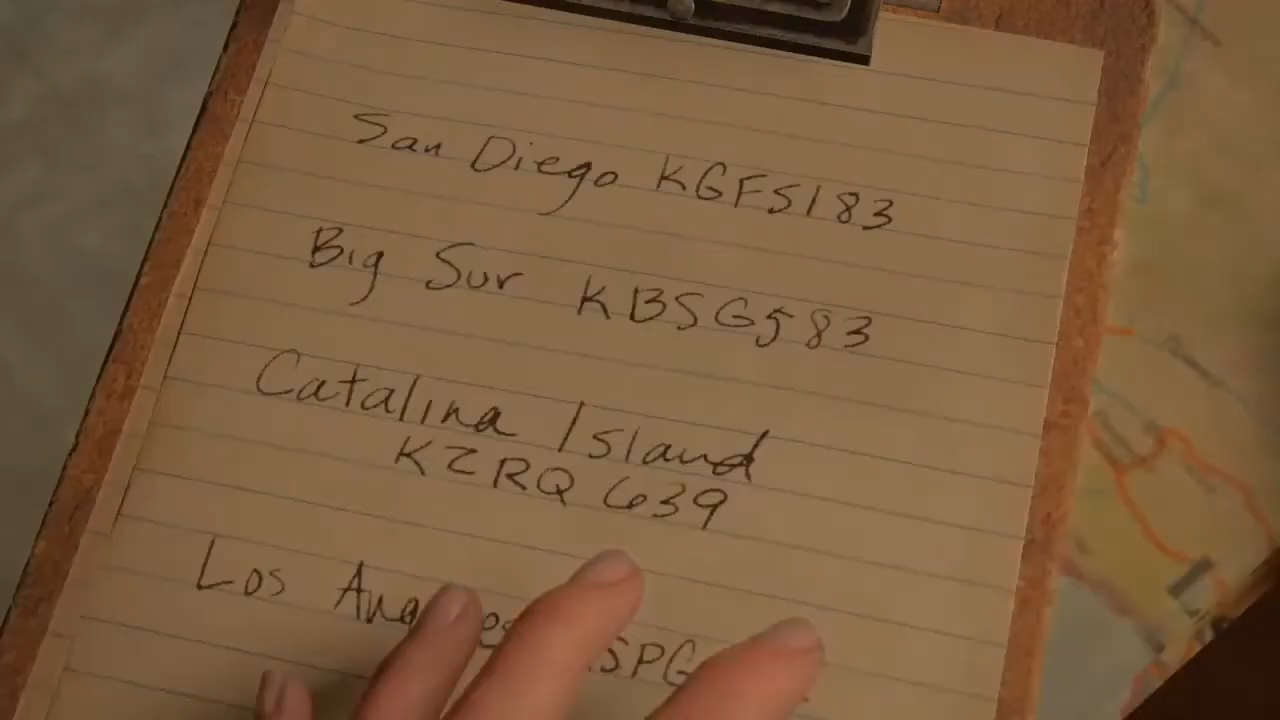 San Diego KGFS183
Big Sur KBSG583
Catalina Island
KZRQ 639
Los